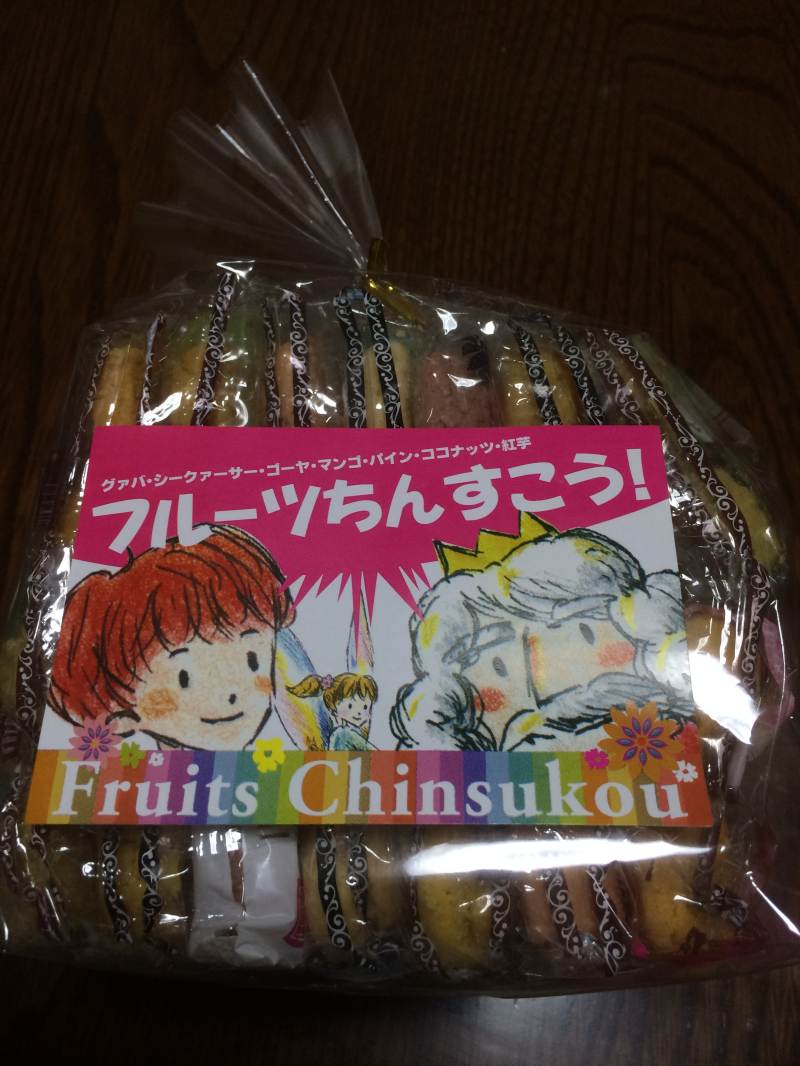 グァバ・シークァーサー・ゴーヤ・マンゴ・パイン・ココナッツ・紅芋
フルーツちんすこう!
Fruits Chinsukou